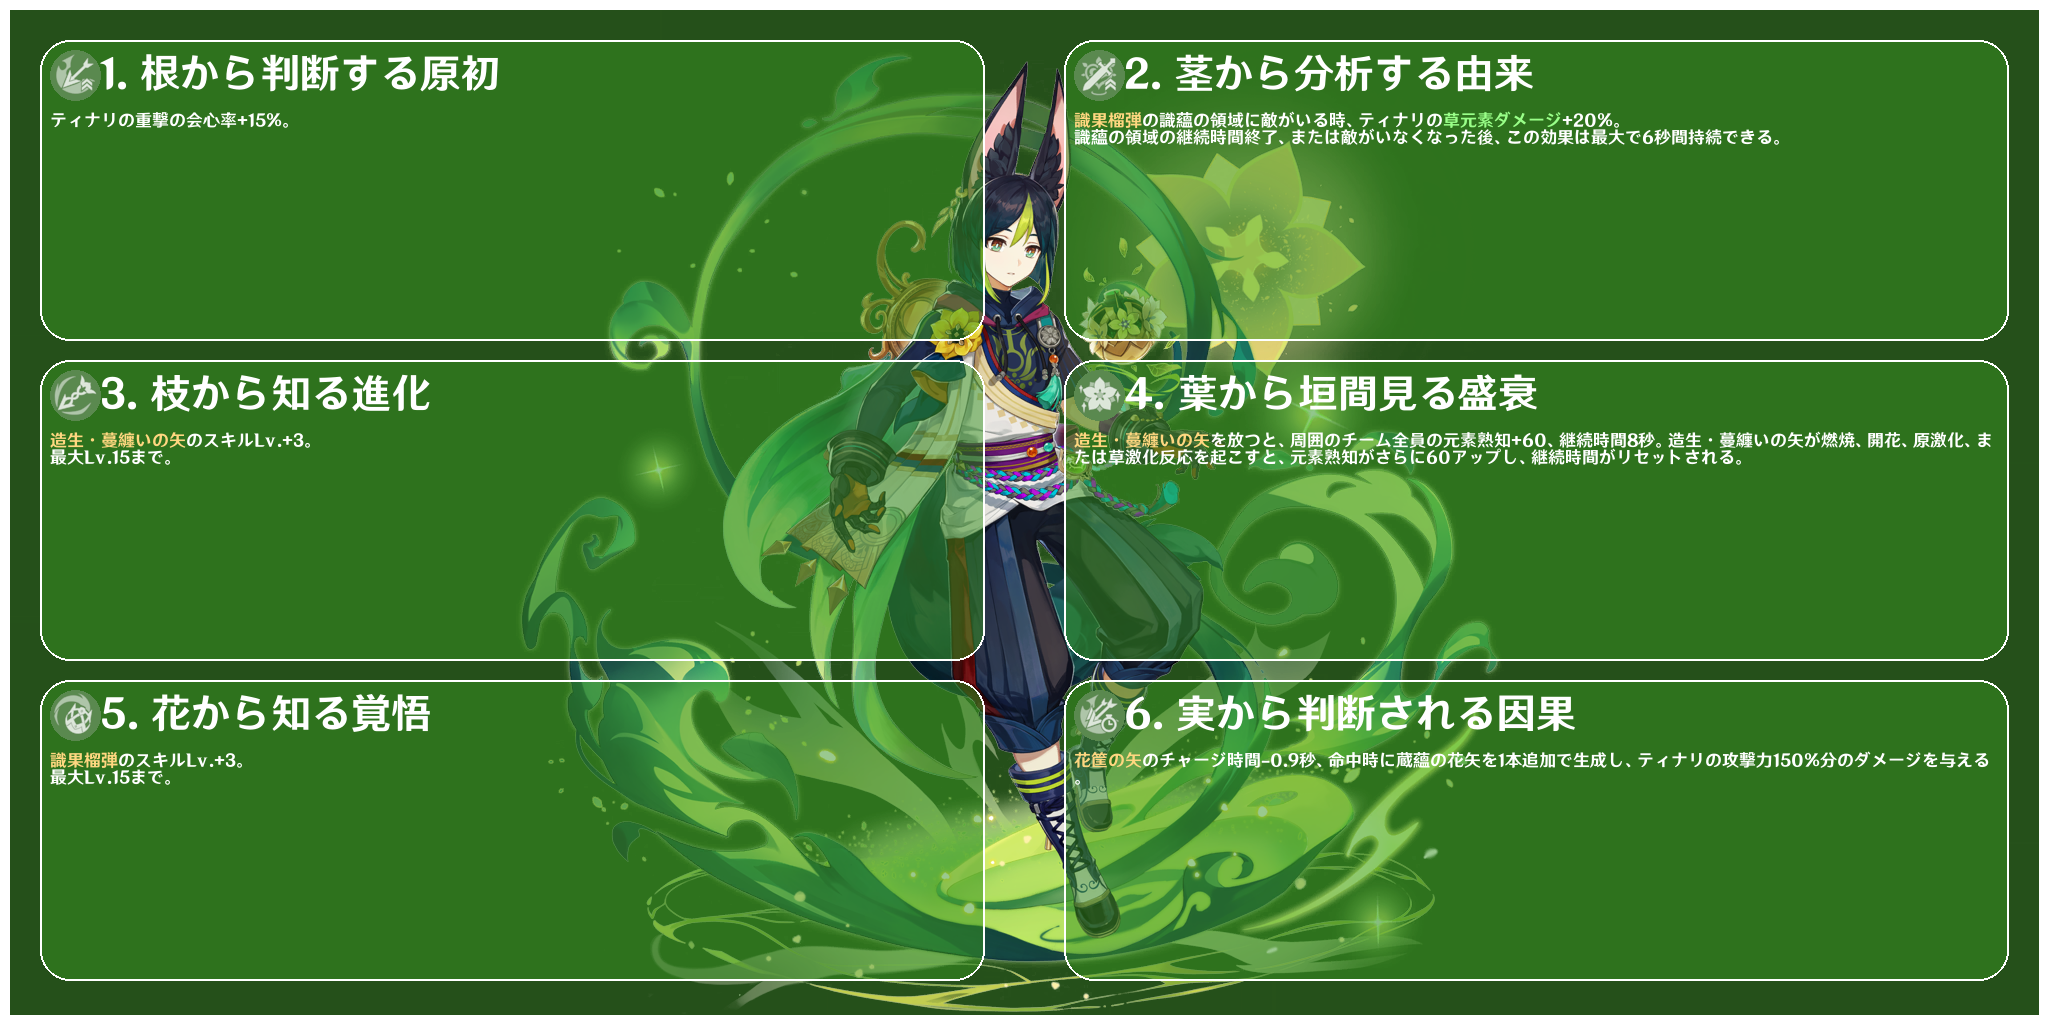 1. 根から判断する原初
ティナリの重撃の会心率+15%。
2. 茎から分析する由来
識果榴弾の識蘊の領域に敵がいる時、ティナリの草元素ダメージ+20%。
識蘊の領域の継続時間終了、または敵がいなくなった後、この効果は最大で6秒間持続できる。
3. 枝から知る進化
造生・蔓纏いの矢のスキルLv.+3。
最大Lv.15まで。
4. 葉から垣間見る盛衰
造生・蔓纏いの矢を放つと、周囲のチーム全員の元素熟知+60、継続時間8秒。造生・蔓纏いの矢が燃焼、開花、原激化、ま
たは草激化反応を起こすと、元素熟知がさらに60アップし、継続時間がリセットされる。
5. 花から知る覚悟
識果榴弾のスキルLv.+3。
最大Lv.15まで。
6. 実から判断される因果
花筐の矢のチャージ時間-0.9秒、命中時に蔵蘊の花矢を1本追加で生成し、ティナリの攻撃力150%分のダメージを与える
。